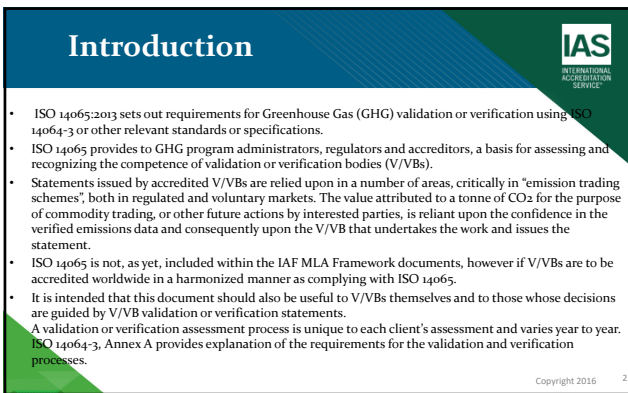 Introduction
IAS
INTERNATIONAL
ACCREDITATION
SERVICE®
• ISO 14065:2013 sets out requirements for Greenhouse Gas (GHG) validation or verification using ISO
14064-3 or other relevant standards or specifications.
• ISO 14065 provides to GHG program administrators, regulators and accreditors, a basis for assessing and
recognizing the competence of validation or verification bodies (V/VBs).
• Statements issued by accredited V/VBs are relied upon in a number of areas, critically in “emission trading
schemes”, both in regulated and voluntary markets. The value attributed to a tonne of CO2 for the purpose
of commodity trading, or other future actions by interested parties, is reliant upon the confidence in the
verified emissions data and consequently upon the V/VB that undertakes the work and issues the
statement.
• ISO 14065 is not, as yet, included within the IAF MLA Framework documents, however if V/VBs are to be
accredited worldwide in a harmonized manner as complying with ISO 14065.
• It is intended that this document should also be useful to V/VBs themselves and to those whose decisions
are guided by V/VB validation or verification statements.
A validation or verification assessment process is unique to each client’s assessment and varies year to year.
ISO 14064-3, Annex A provides explanation of the requirements for the validation and verification
processes.
Copyright 2016 2